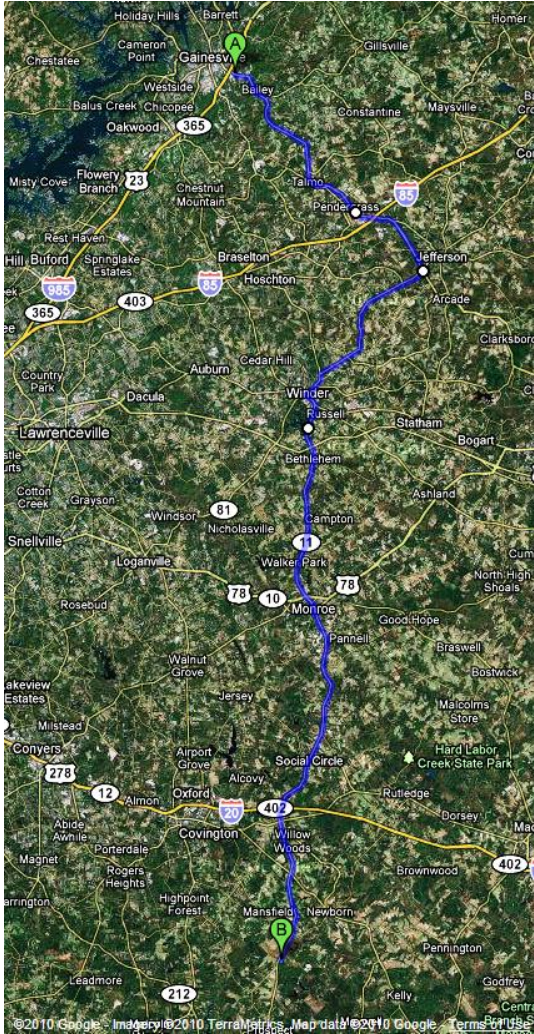 Holiday Hills
Barrett
Homer
Cameron
Point
A
Gillsville
Chestatee
Gainesville
Westside
Bailey
Balus Creek
Chicopee
Constantine
Maysville
Oakwood
365
Flowery
Branch
23
Misty Cove
Chestnut
Mountain
Talmo
85
Pendergrass
Rest Haven
Braselton
Jefferson
Hill
Buford
Springlake
Estates
Hoschton
985
85
365
403
Arcade
Cedar Hill
Country
Park
Auburn
Winder
Dacula
Russell
Statham
Lawrenceville
Bogart
Bethlehem
Cotton
Creek
Grayson
Ashland
81
Windsor
Nicholasville
Campton
Snellville
11
Loganville
Walker Park
78
10
78
North High
Shoals
Rosebud
Monroe
Good Hope
Pannell
Braswell
Walnut
Grove
Bostwick
Lakeview
Estates
Jersey
Malcolms
Store
Milstead
Conyers
Airport
Grove
Social Circle
Hard Labor
Creek State Park
278
Alcovy
12
Almon
Oxford
20
402
Rutledge
Dorsey
Abide
Awhile
Covington
Willow
Woods
Magnet
Porterdale
402
Rogers
Heights
Brownwood
Highpoint
Forest
Mansfield
Newborn
B
Pennington
Leadmore
212
Kelly
Godfrey
©2010 Google - Imagery ©2010 TerraMetrics, Map data ©2010 Google - Terms of Use